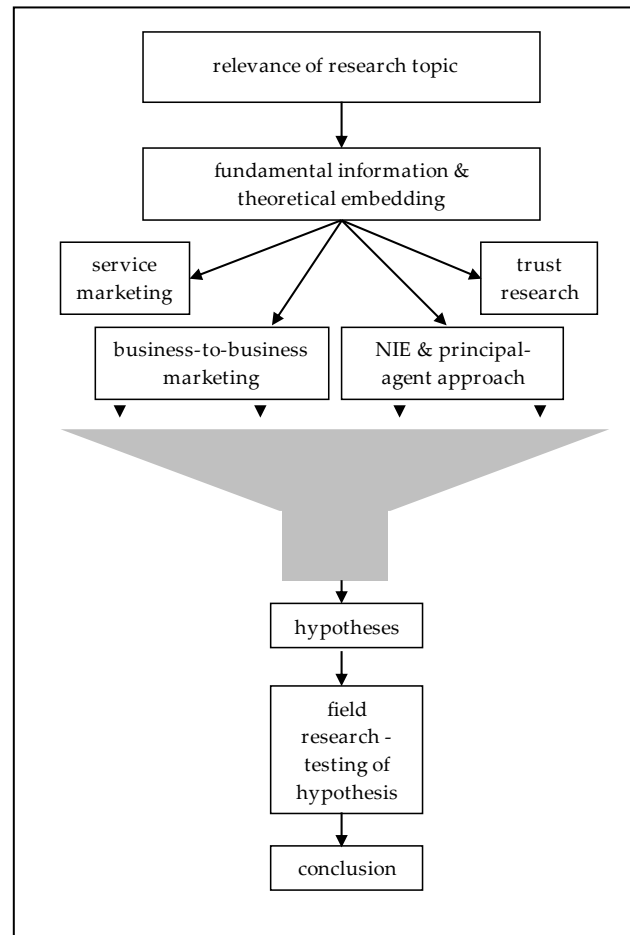 relevance of research topic
fundamental information &
theoretical embedding
service
marketing
trust
research
business-to-business
marketing
NIE & principal-
agent approach
hypotheses
field
research -
testing of
hypothesis
conclusion